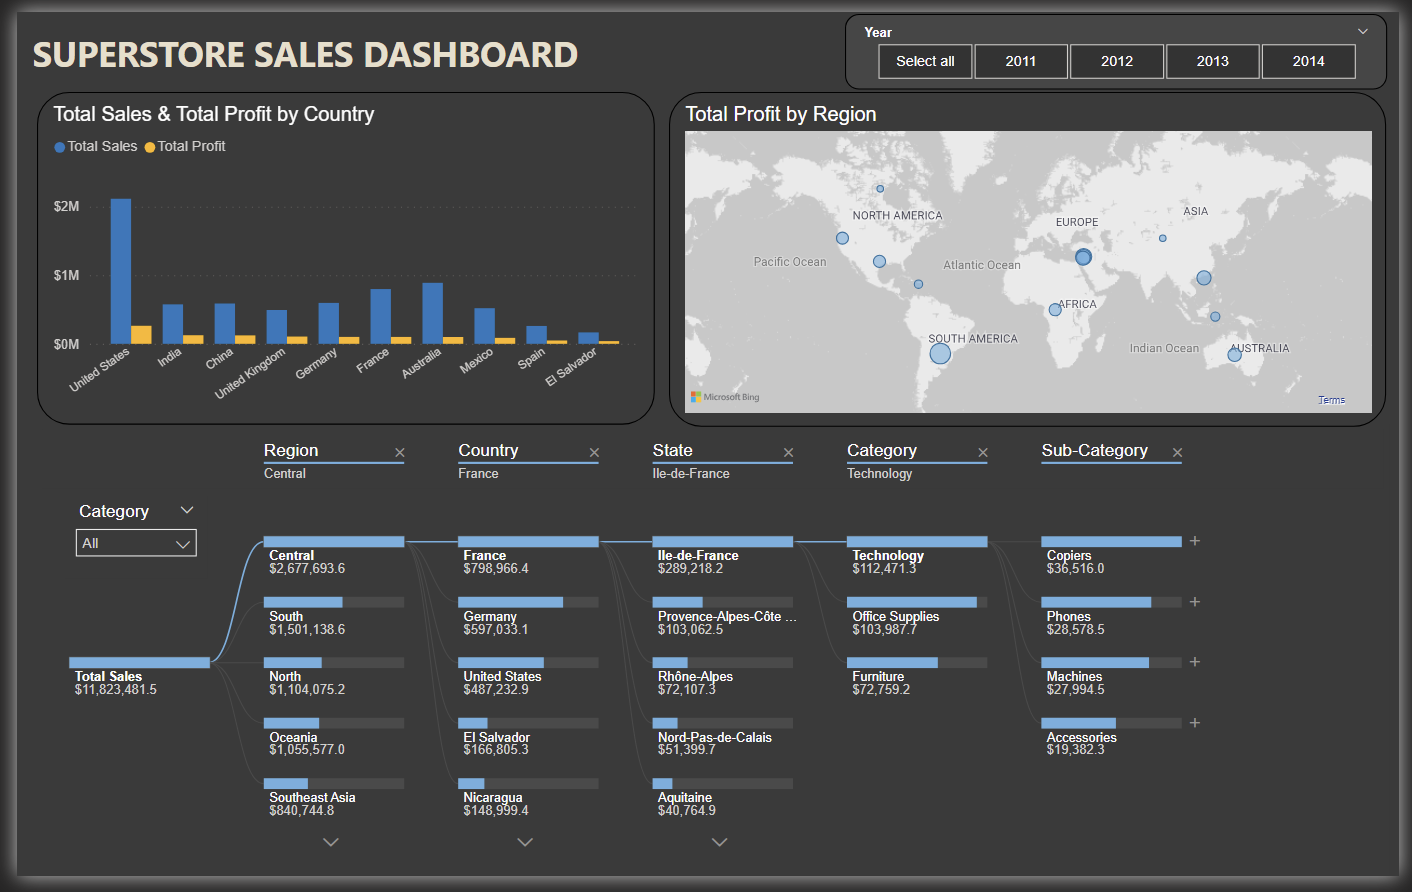 SUPERSTORE SALES DASHBOARD
Year
Select all 2011 2012 2013 2014
Total Sales & Total Profit by Country
Total Sales Total Profit
$2M
$1M
$0M
United States India China United Kingdom Germany France Australia Mexico Spain El Salvador
Total Profit by Region
NORTH AMERICA
ASIA
EUROPE
Pacific Ocean
Atlantic Ocean
AFRICA
SOUTH AMERICA
Indian Ocean
AUSTRALIA
Microsoft Bing
Terms
Region Country State Category Sub-Category
Central France Ile-de-France Technology
Category
All
Total Sales
$11,823,481.5
Central
$2,677,693.6
South
$1,501,138.6
North
$1,104,075.2
Oceania
$1,055,577.0
Southeast Asia
$840,744.8
France
$798,966.4
Germany
$597,033.1
United States
$487,232.9
El Salvador
$166,805.3
Nicaragua
$148,999.4
Ile-de-France
$289,218.2
Provence-Alpes-Côte ...
$103,062.5
Rhône-Alpes
$72,107.3
Nord-Pas-de-Calais
$51,399.7
Aquitaine
$40,764.9
Technology
$112,471.3
Office Supplies
$103,987.7
Furniture
$72,759.2
Copiers
$36,516.0
Phones
$28,578.5
Machines
$27,994.5
Accessories
$19,382.3